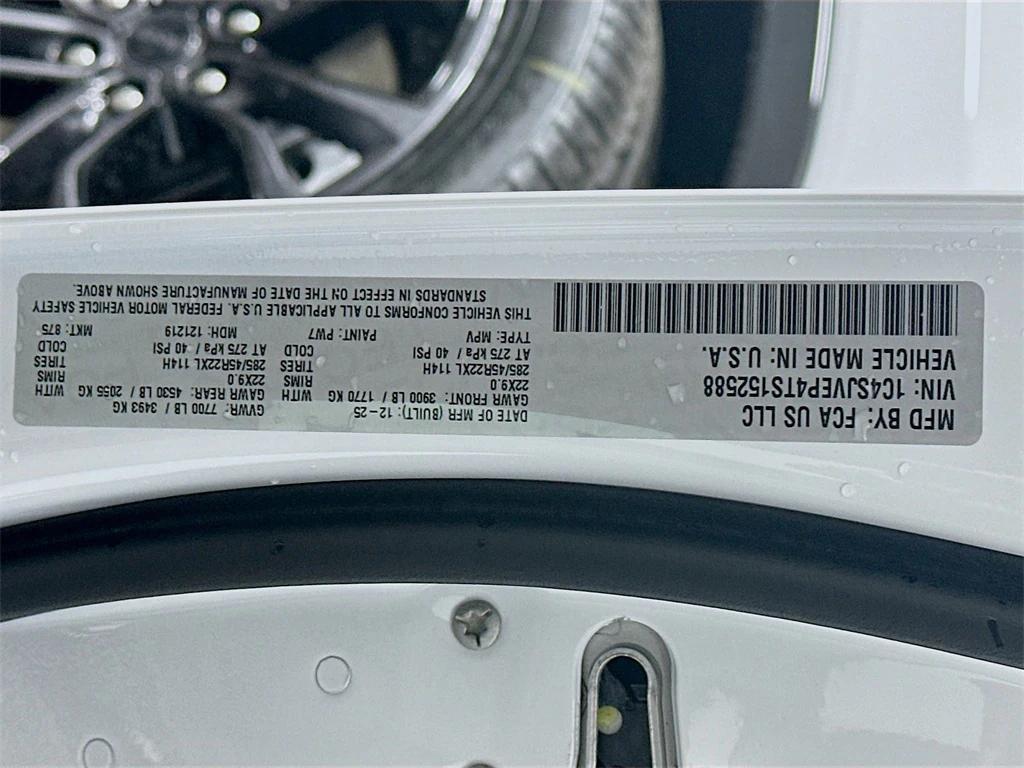 MFD BY: FCA US LLC
VIN: 1C4SJVEP4TS152588
VEHICLE MADE IN: U.S.A.
DATE OF MFR (BUILT): 12-25 GVWR: 7700 LB / 3493 KG
GAWR FRONT: 3900 LB / 1770 KG WITH GAWR REAR: 4530 LB / 2055 KG WITH
22X9.0 RIMS 22X9.0 RIMS
285/45R22XL 114H TIRES 285/45R22XL 114H TIRES
AT 275 kPa / 40 PSI COLD AT 275 kPa / 40 PSI COLD
TYPE: MPV PAINT: PW7 MDH: 121219 MKT: 875
THIS VEHICLE CONFORMS TO ALL APPLICABLE U.S.A. FEDERAL MOTOR VEHICLE SAFETY
STANDARDS IN EFFECT ON THE DATE OF MANUFACTURE SHOWN ABOVE.